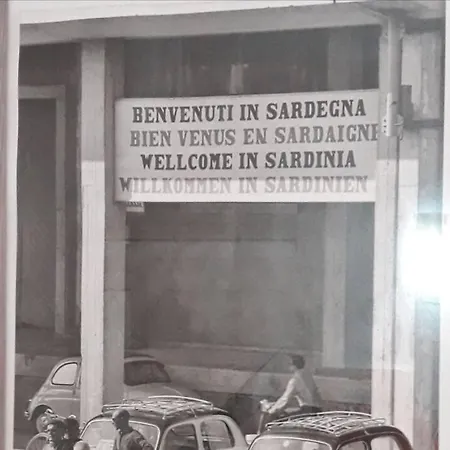 BENVENUTI IN SARDEGNA
BIEN VENUS EN SARDAIGNE
WELLCOME IN SARDINIA
WILLKOMMEN IN SARDINIEN